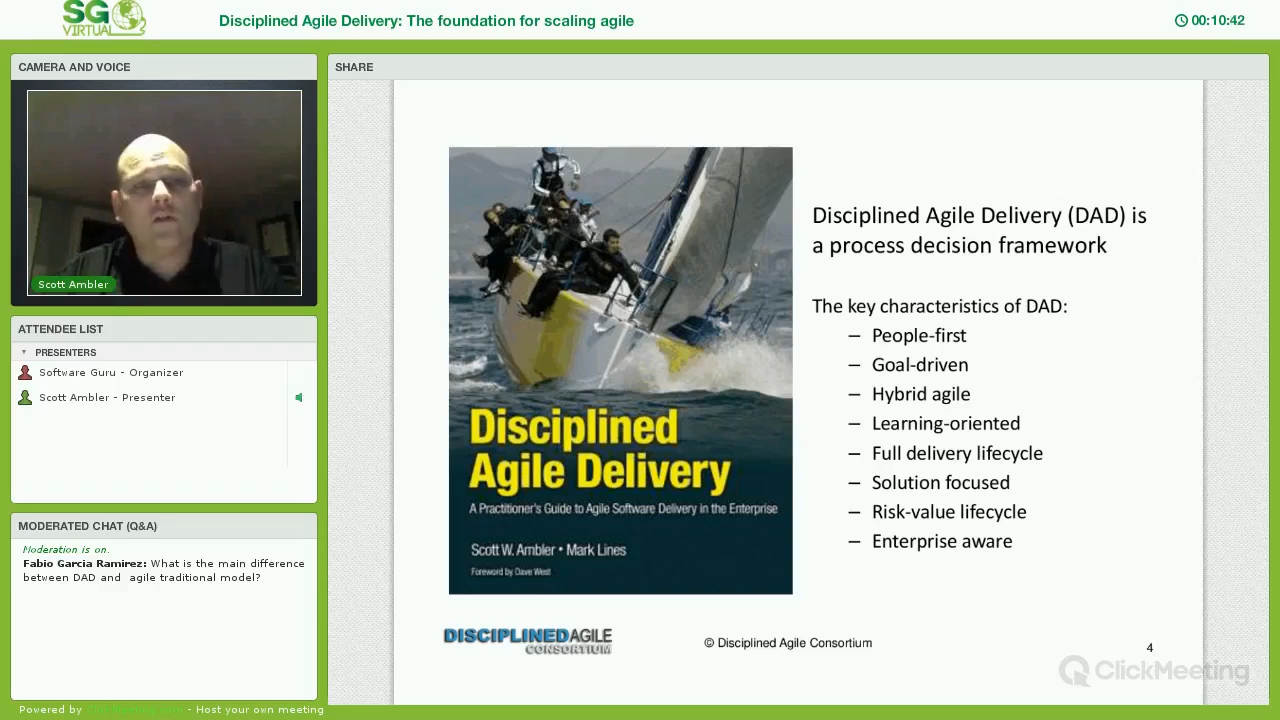 SG
VIRTUAL
Disciplined Agile Delivery: The foundation for scaling agile
00:10:42
CAMERA AND VOICE
Scott Ambler
ATTENDEE LIST
PRESENTERS
Software Guru - Organizer
Scott Ambler - Presenter
MODERATED CHAT (Q&A)
Moderation is on.
Fabio Garcia Ramirez: What is the main difference
between DAD and agile traditional model?
Powered by ClickMeeting.com - Host your own meeting
SHARE
Disciplined
Agile Delivery
A Practitioner's Guide to Agile Software Delivery in the Enterprise
Scott W. Ambler • Mark Lines
Foreword by Dave West
Disciplined Agile Delivery (DAD) is
a process decision framework
The key characteristics of DAD:
– People-first
– Goal-driven
– Hybrid agile
– Learning-oriented
– Full delivery lifecycle
– Solution focused
– Risk-value lifecycle
– Enterprise aware
DISCIPLINED AGILE
CONSORTIUM
© Disciplined Agile Consortium
4
ClickMeeting